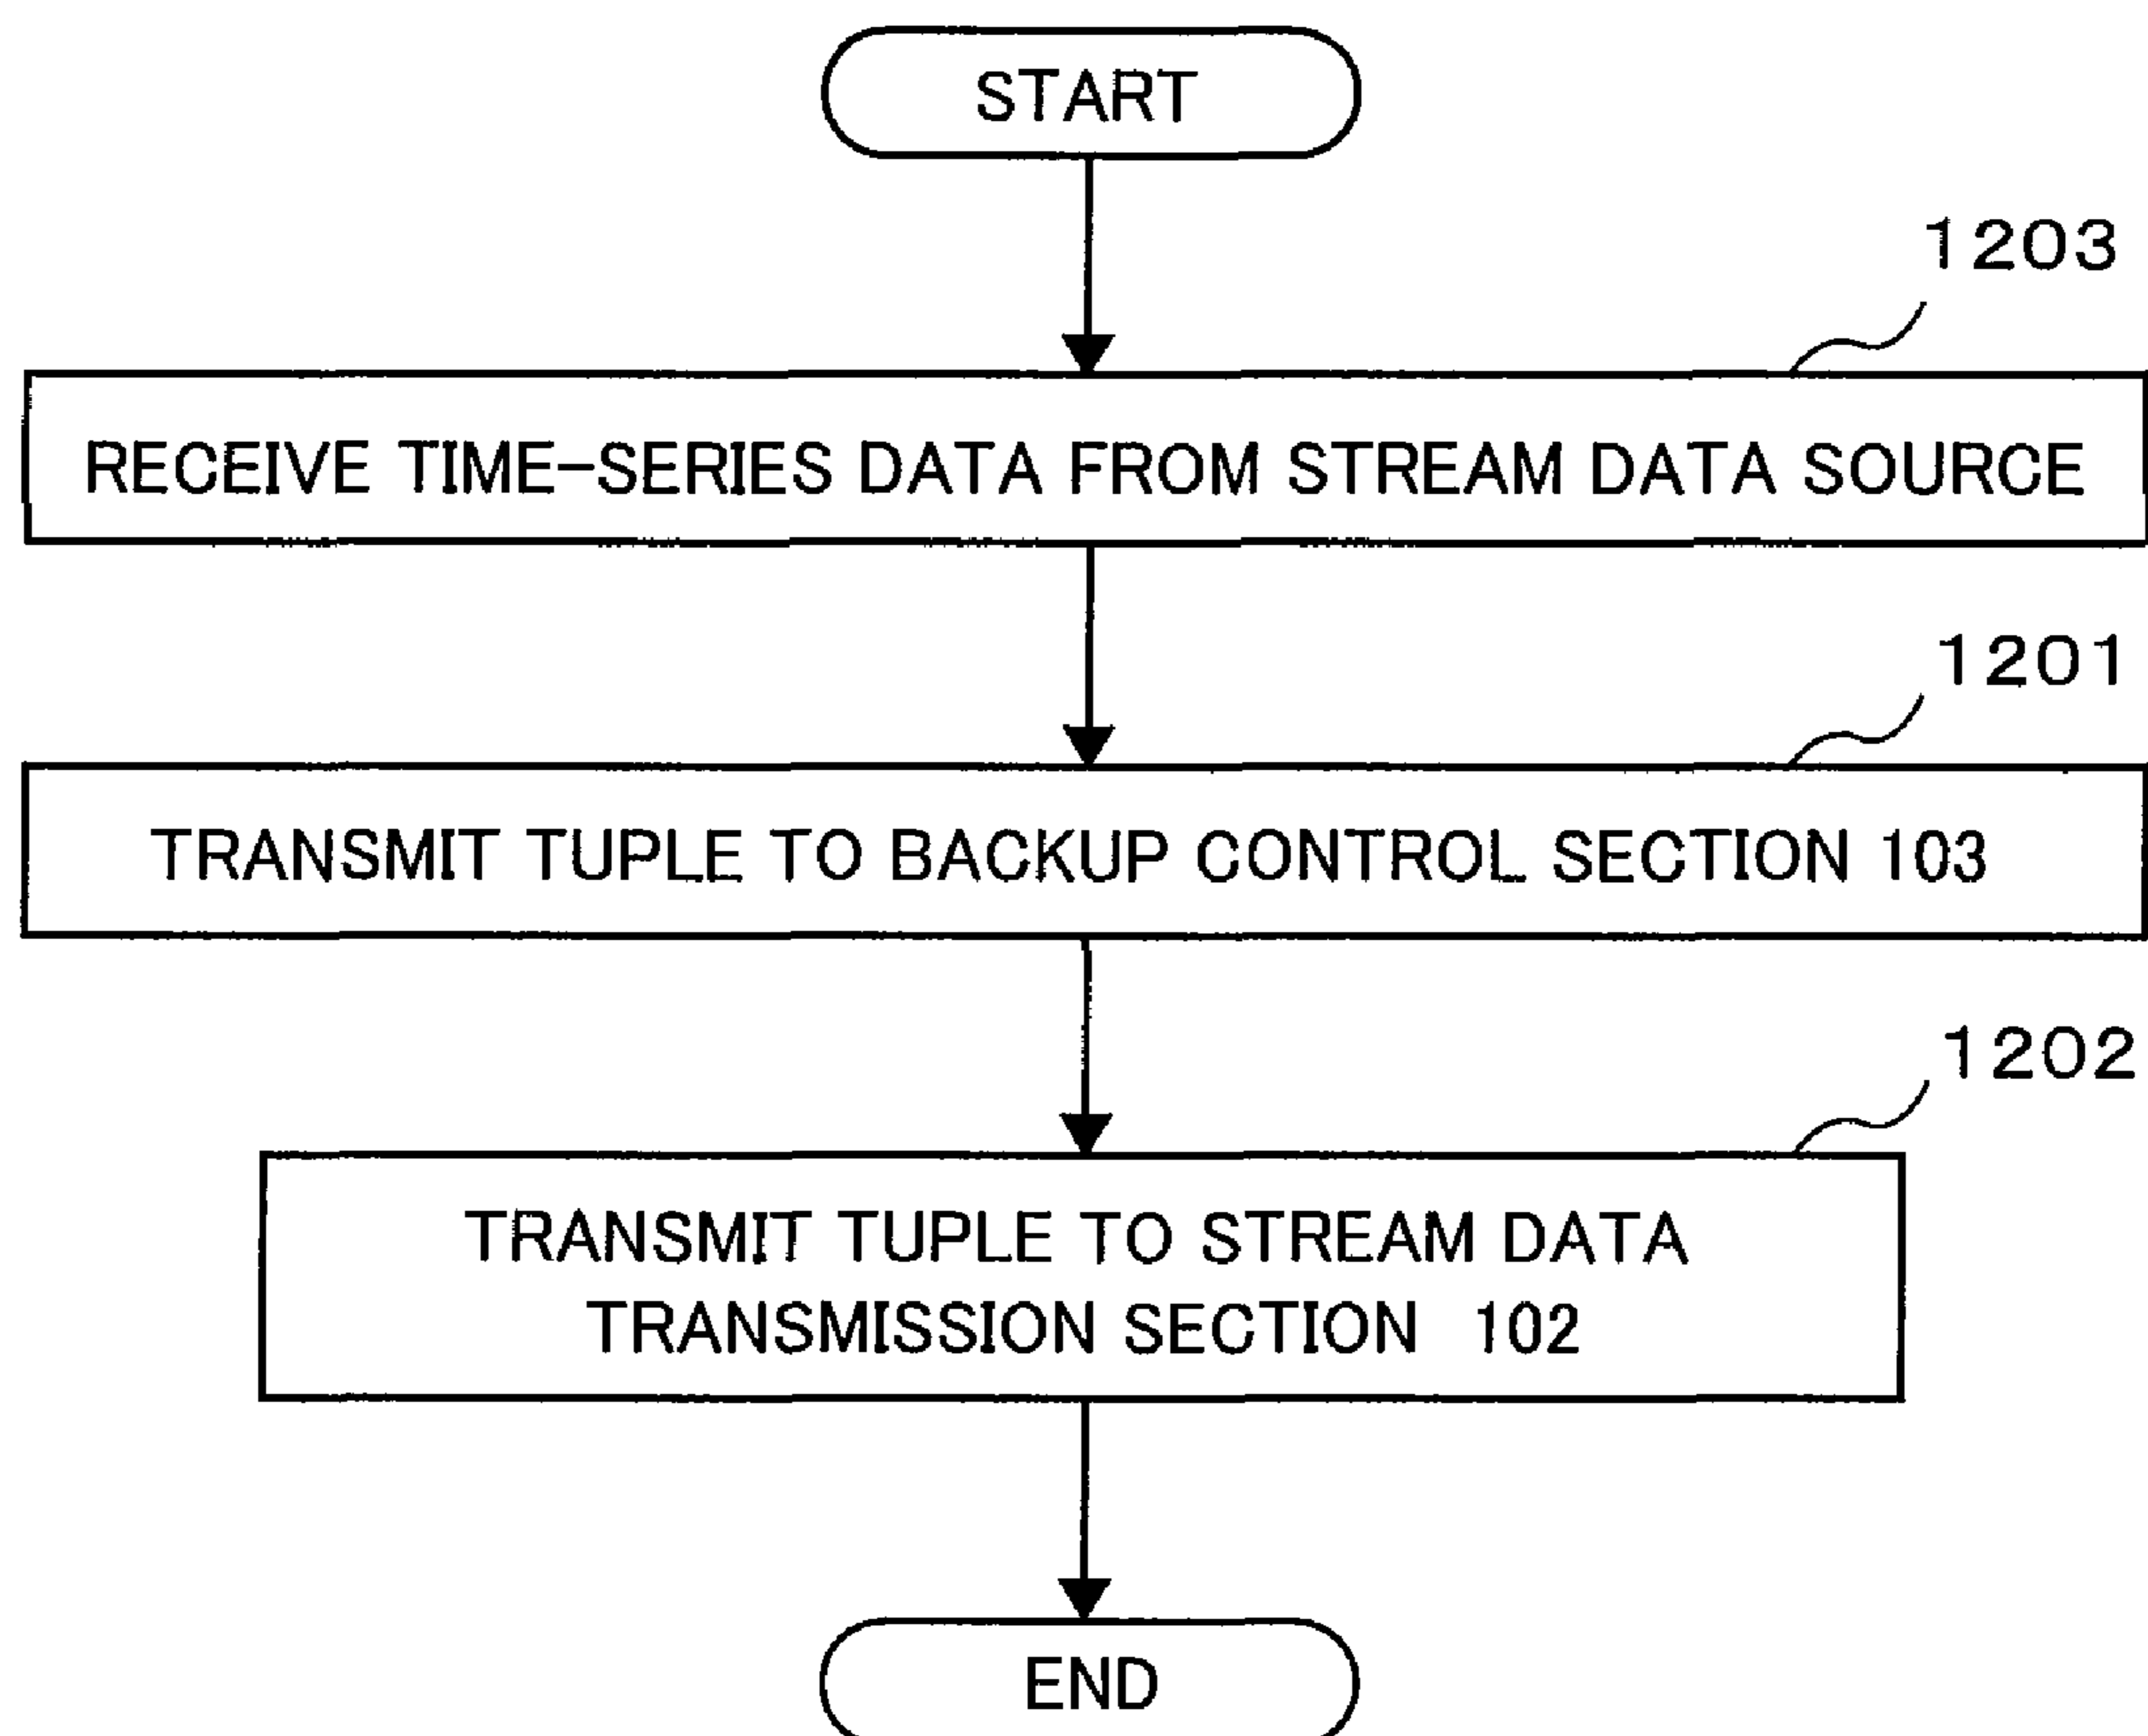 START
1203
RECEIVE TIME-SERIES DATA FROM STREAM DATA SOURCE
1201
TRANSMIT TUPLE TO BACKUP CONTROL SECTION 103
1202
TRANSMIT TUPLE TO STREAM DATA
TRANSMISSION SECTION 102
END